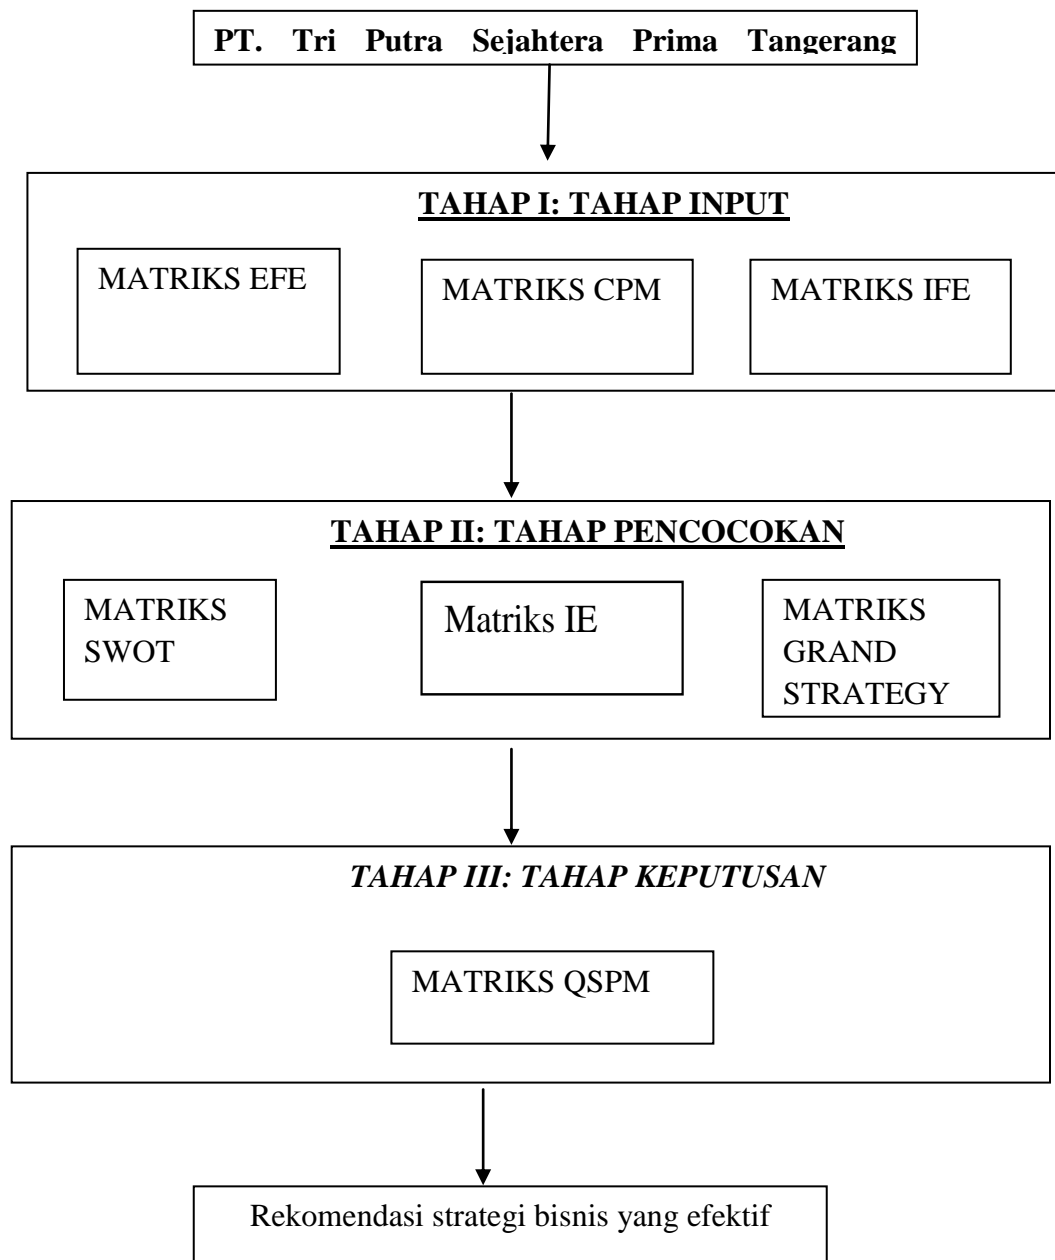 PT. Tri Putra Sejahtera Prima Tangerang
TAHAP I: TAHAP INPUT
MATRIKS EFE
MATRIKS CPM
MATRIKS IFE
TAHAP II: TAHAP PENCOCOKAN
MATRIKS
SWOT
Matriks IE
MATRIKS
GRAND
STRATEGY
TAHAP III: TAHAP KEPUTUSAN
MATRIKS QSPM
Rekomendasi strategi bisnis yang efektif